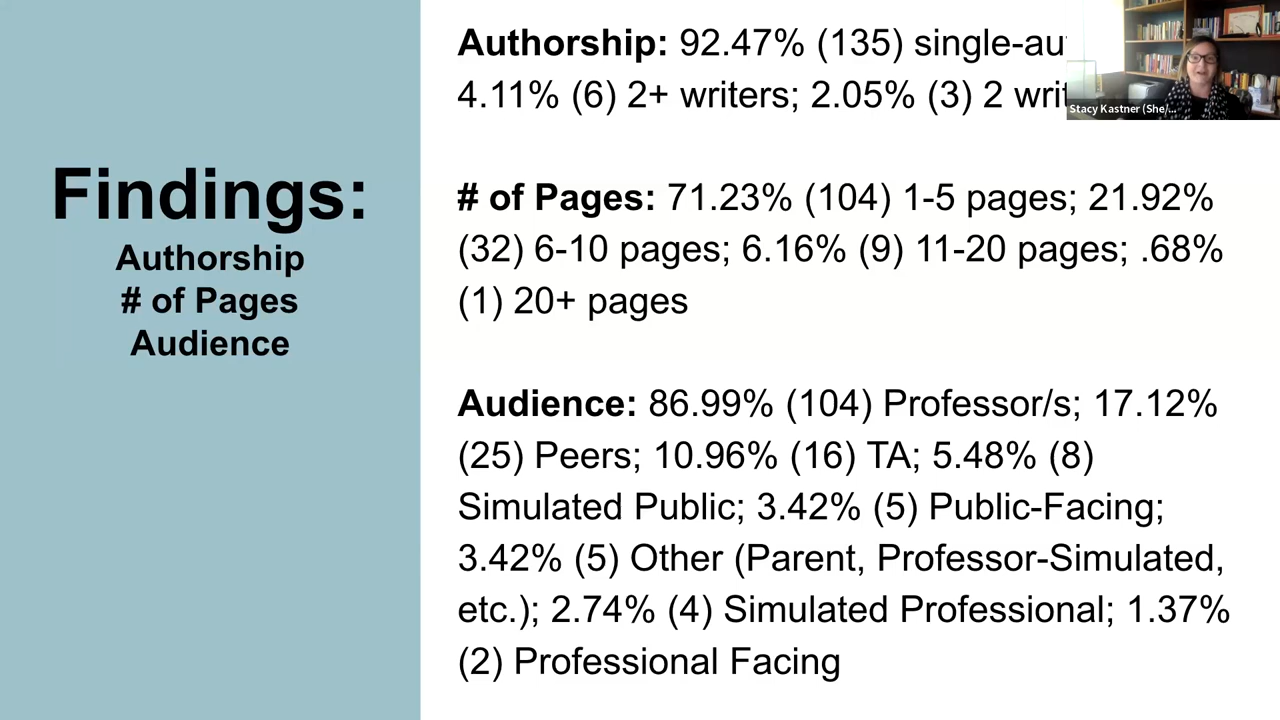 Findings:
Authorship
# of Pages
Audience
Authorship: 92.47% (135)
4.11% (6) 2+ writers; 2.05% (3) 2
# of Pages: 71.23% (104) 1-5 pages; 21.92%
(32) 6-10 pages; 6.16% (9) 11-20 pages; .68%
(1) 20+ pages
Audience: 86.99% (104) Professor/s; 17.12%
(25) Peers; 10.96% (16) TA; 5.48% (8)
Simulated Public; 3.42% (5) Public-Facing;
3.42% (5) Other (Parent, Professor-Simulated,
etc.); 2.74% (4) Simulated Professional; 1.37%
(2) Professional Facing
Stacy Kastner (She/...